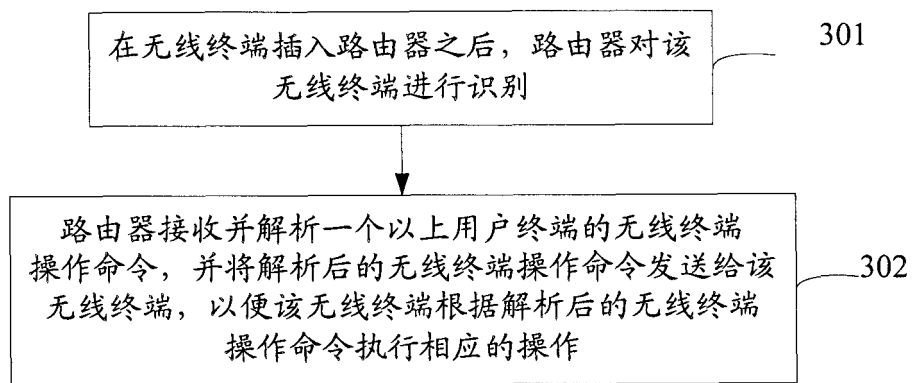 在无线终端插入路由器之后，路由器对该
无线终端进行识别
301
路由器接收并解析一个以上用户终端的无线终端
操作命令，并将解析后的无线终端操作命令发送给该
无线终端，以便该无线终端根据解析后的无线终端
操作命令执行相应的操作
302